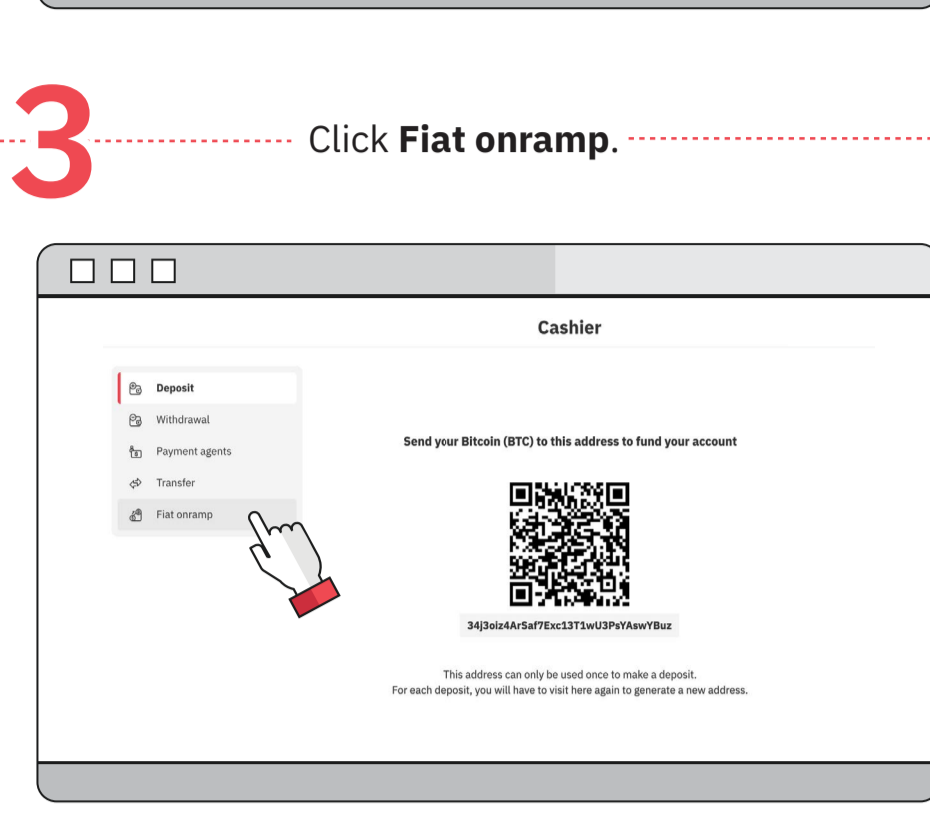 3
Click Fiat onramp.
Cashier
Deposit
Withdrawal
Payment agents
Transfer
Fiat onramp
Send your Bitcoin (BTC) to this address to fund your account
34j3oiz4ArSaf7Exc13T1wU3PsYAswYBuz
This address can only be used once to make a deposit.
For each deposit, you will have to visit here again to generate a new address.